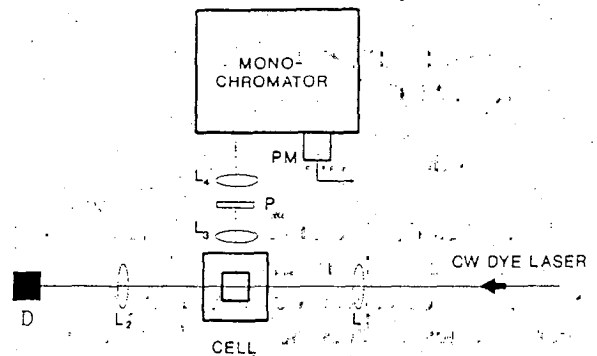 MONO-
CHROMATOR
PM
L₄
P
L₃
CW DYE LASER
D
L₂
L₁
CELL